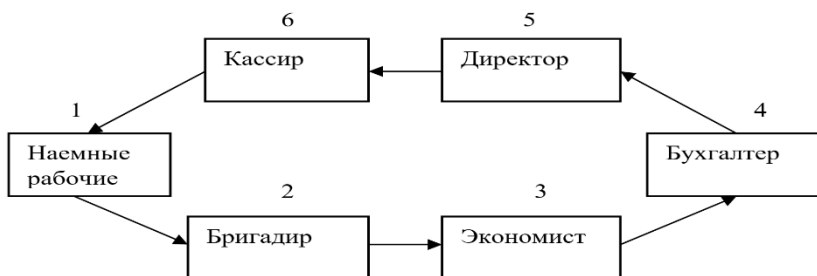 6
5
Кассир
Директор
1
4
Наемные
рабочие
Бухгалтер
2
3
Бригадир
Экономист